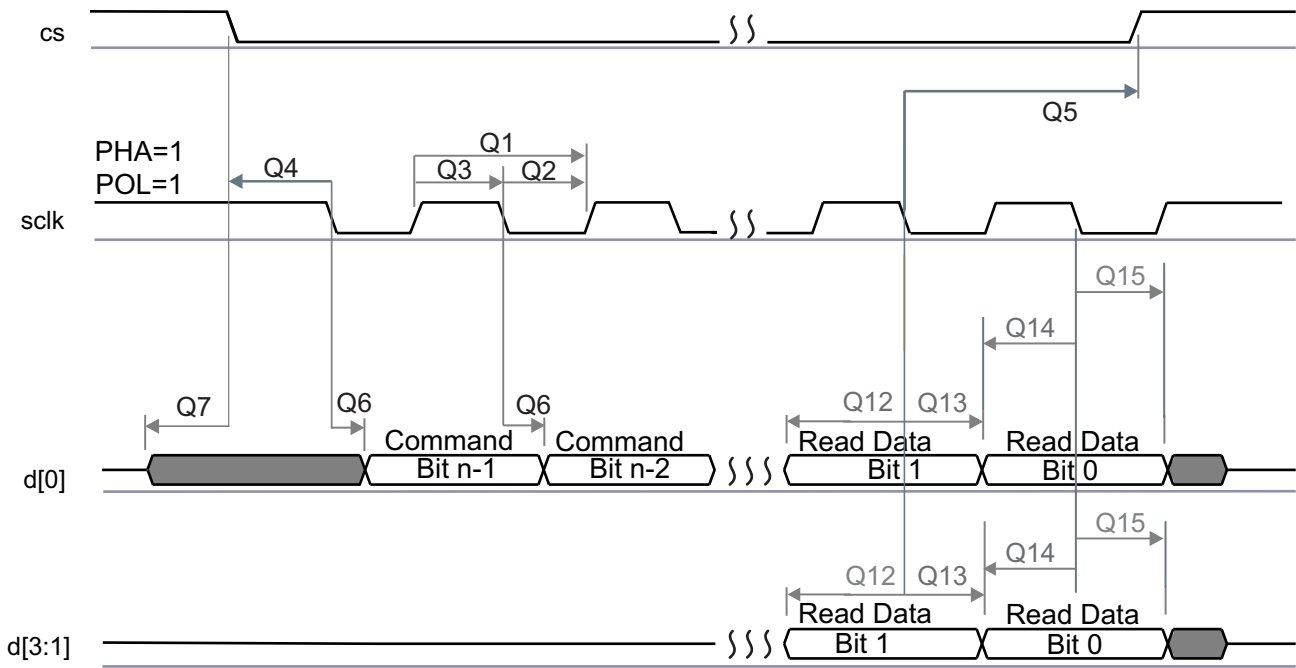 cs
Q5
PHA=1
POL=1
Q4
Q1
Q3 Q2
sclk
Q15
Q14
Q7 Q6 Q6 Q12 Q13
Command Command Read Data Read Data
d[0] Bit n-1 Bit n-2 Bit 1 Bit 0
Q15
Q14
Q12 Q13
Read Data Read Data
d[3:1] Bit 1 Bit 0